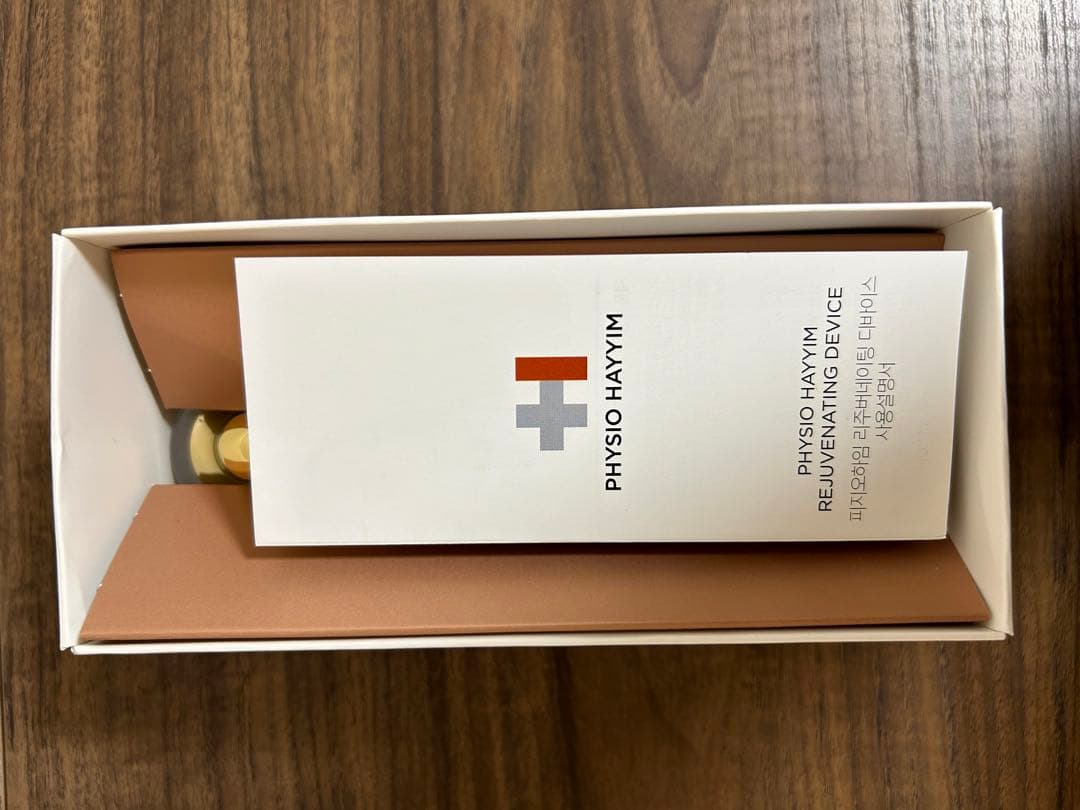 PHYSIO HAYYIM
PHYSIO HAYYIM
REJUVENATING DEVICE
피지오하임 리주버네이팅 디바이스
사용설명서